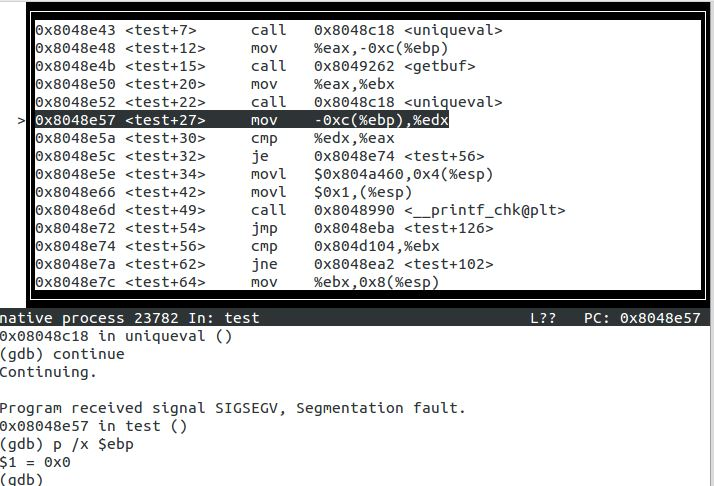 0x8048e43 <test+7> call 0x8048c18 <uniqueval>
0x8048e48 <test+12> mov %eax,-0xc(%ebp)
0x8048e4b <test+15> call 0x8049262 <getbuf>
0x8048e50 <test+20> mov %eax,%ebx
0x8048e52 <test+22> call 0x8048c18 <uniqueval>
> 0x8048e57 <test+27> mov -0xc(%ebp),%edx
0x8048e5a <test+30> cmp %edx,%eax
0x8048e5c <test+32> je 0x8048e74 <test+56>
0x8048e5e <test+34> movl $0x804a460,0x4(%esp)
0x8048e66 <test+42> movl $0x1,(%esp)
0x8048e6d <test+49> call 0x8048990 <__printf_chk@plt>
0x8048e72 <test+54> jmp 0x8048eba <test+126>
0x8048e74 <test+56> cmp 0x804d104,%ebx
0x8048e7a <test+62> jne 0x8048ea2 <test+102>
0x8048e7c <test+64> mov %ebx,0x8(%esp)
native process 23782 In: test L?? PC: 0x8048e57
0x08048c18 in uniqueval ()
(gdb) continue
Continuing.
Program received signal SIGSEGV, Segmentation fault.
0x08048e57 in test ()
(gdb) p /x $ebp
$1 = 0x0
(gdb)